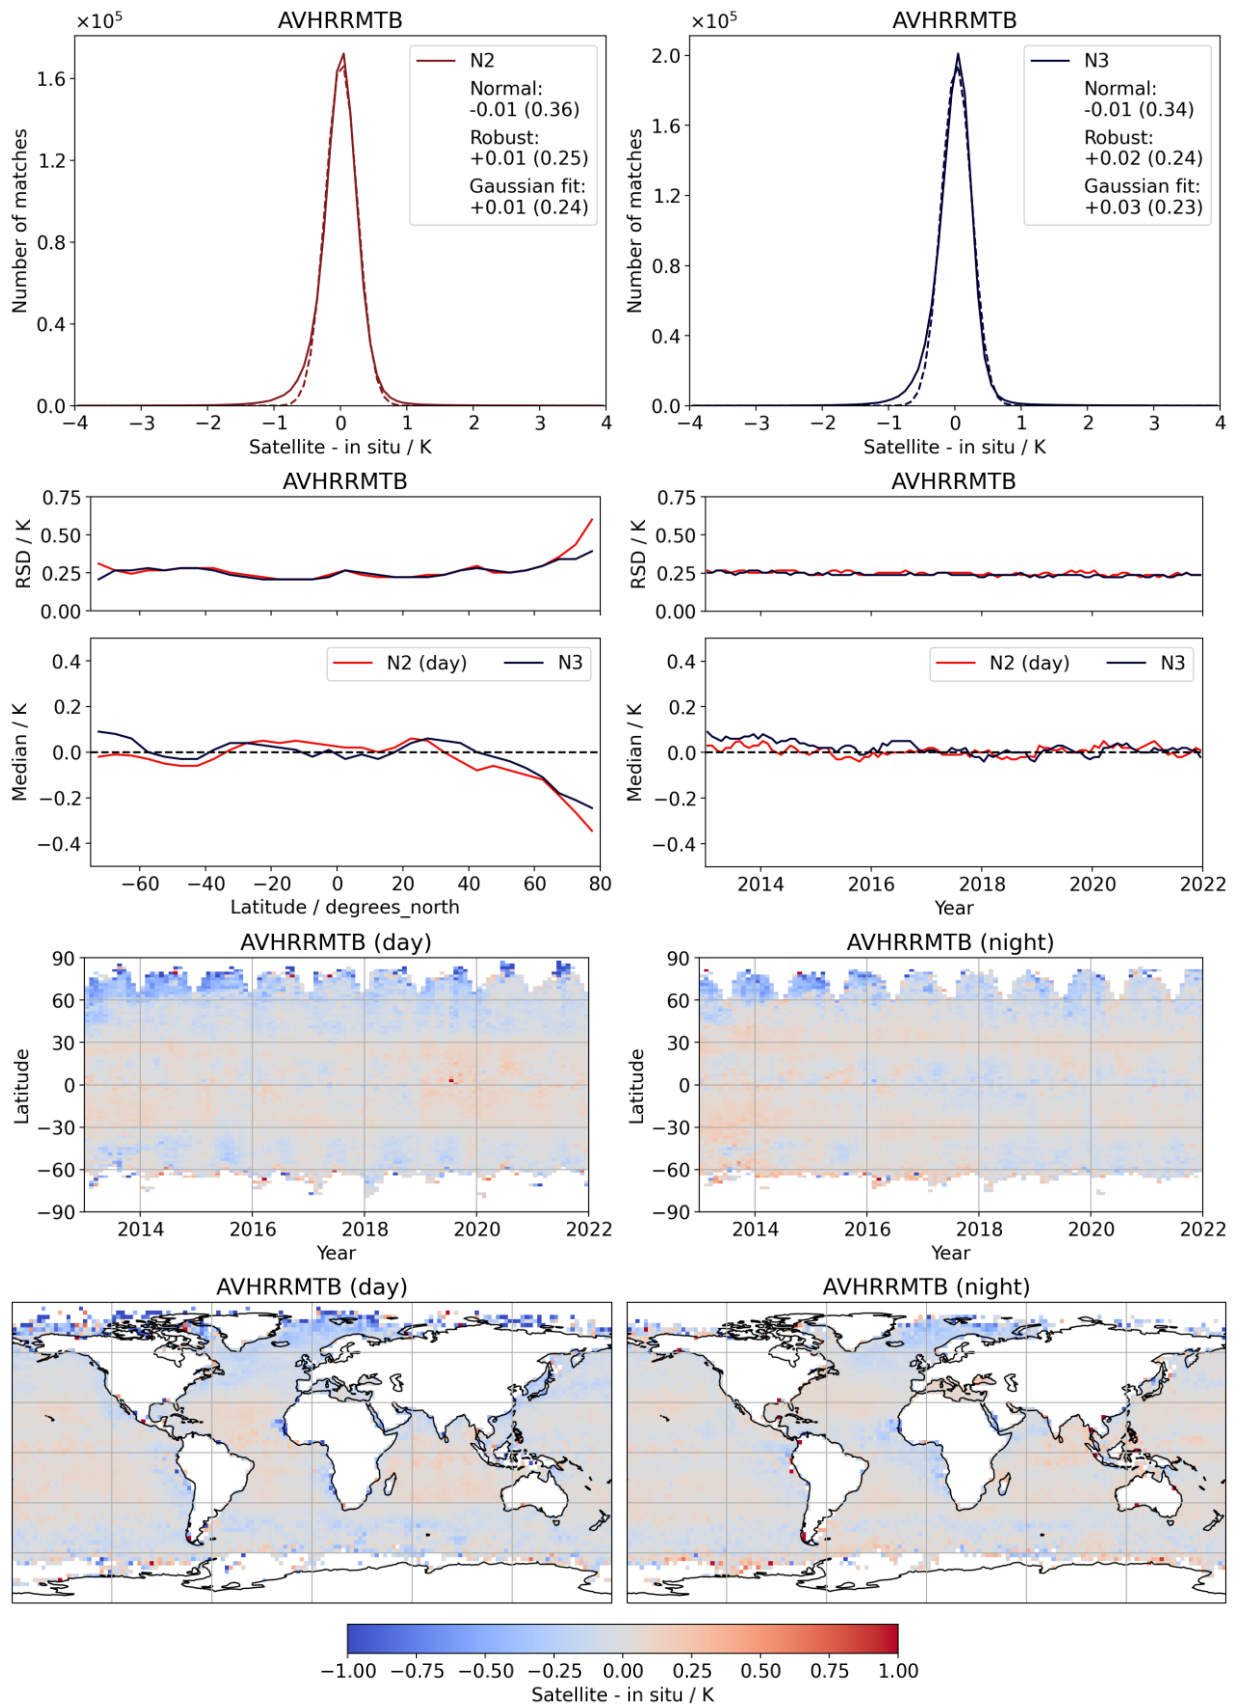 ×10⁵
AVHRRMTB
Number of matches
1.6
1.2
0.8
0.4
0.0
N2
Normal:
-0.01 (0.36)
Robust:
+0.01 (0.25)
Gaussian fit:
+0.01 (0.24)
−4 −3 −2 −1 0 1 2 3 4
Satellite - in situ / K
×10⁵
AVHRRMTB
Number of matches
2.0
1.6
1.2
0.8
0.4
0.0
N3
Normal:
-0.01 (0.34)
Robust:
+0.02 (0.24)
Gaussian fit:
+0.03 (0.23)
−4 −3 −2 −1 0 1 2 3 4
Satellite - in situ / K
AVHRRMTB
RSD / K
0.75
0.50
0.25
0.00
Median / K
0.4
0.2
0.0
−0.2
−0.4
N2 (day) N3
−60 −40 −20 0 20 40 60 80
Latitude / degrees_north
AVHRRMTB
RSD / K
0.75
0.50
0.25
0.00
Median / K
0.4
0.2
0.0
−0.2
−0.4
N2 (day) N3
2014 2016 2018 2020 2022
Year
AVHRRMTB (day)
Latitude
90
60
30
0
−30
−60
−90
2014 2016 2018 2020 2022
Year
AVHRRMTB (night)
Latitude
90
60
30
0
−30
−60
−90
2014 2016 2018 2020 2022
Year
AVHRRMTB (day)
AVHRRMTB (night)
−1.00 −0.75 −0.50 −0.25 0.00 0.25 0.50 0.75 1.00
Satellite - in situ / K